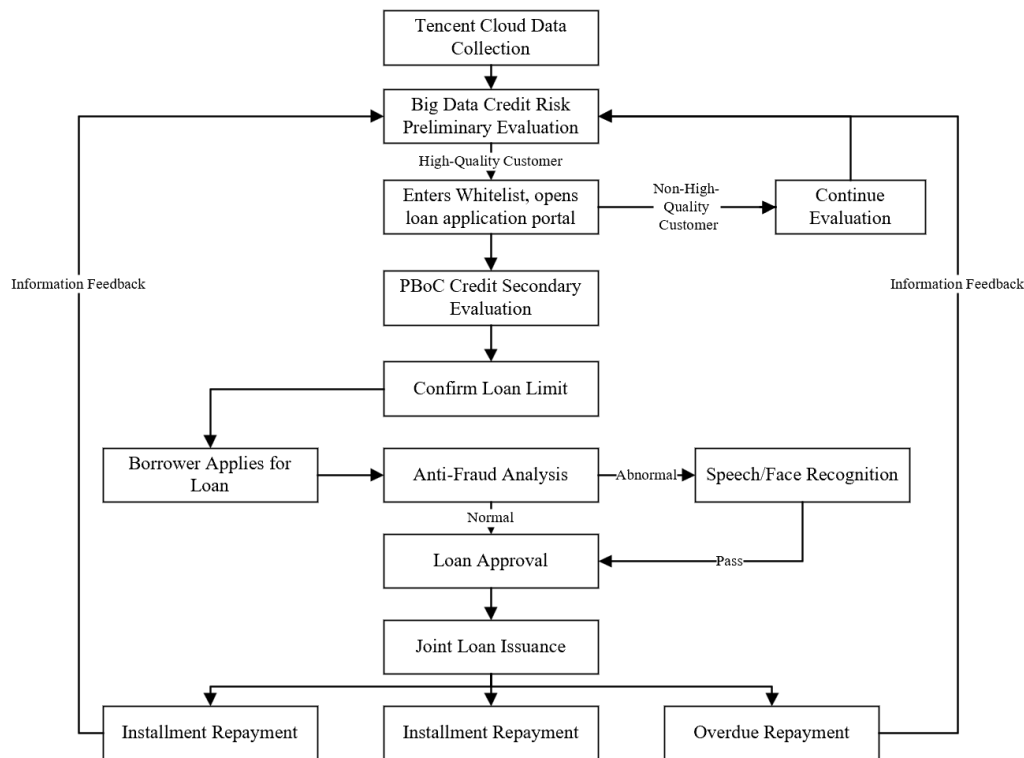 Tencent Cloud Data
Collection
Big Data Credit Risk
Preliminary Evaluation
High-Quality Customer
Enters Whitelist, opens
loan application portal
Non-High-
Quality
Customer
Continue
Evaluation
Information Feedback
Information Feedback
PBoC Credit Secondary
Evaluation
Confirm Loan Limit
Borrower Applies for
Loan
Anti-Fraud Analysis
Abnormal
Speech/Face Recognition
Normal
Loan Approval
Pass
Joint Loan Issuance
Installment Repayment
Installment Repayment
Overdue Repayment